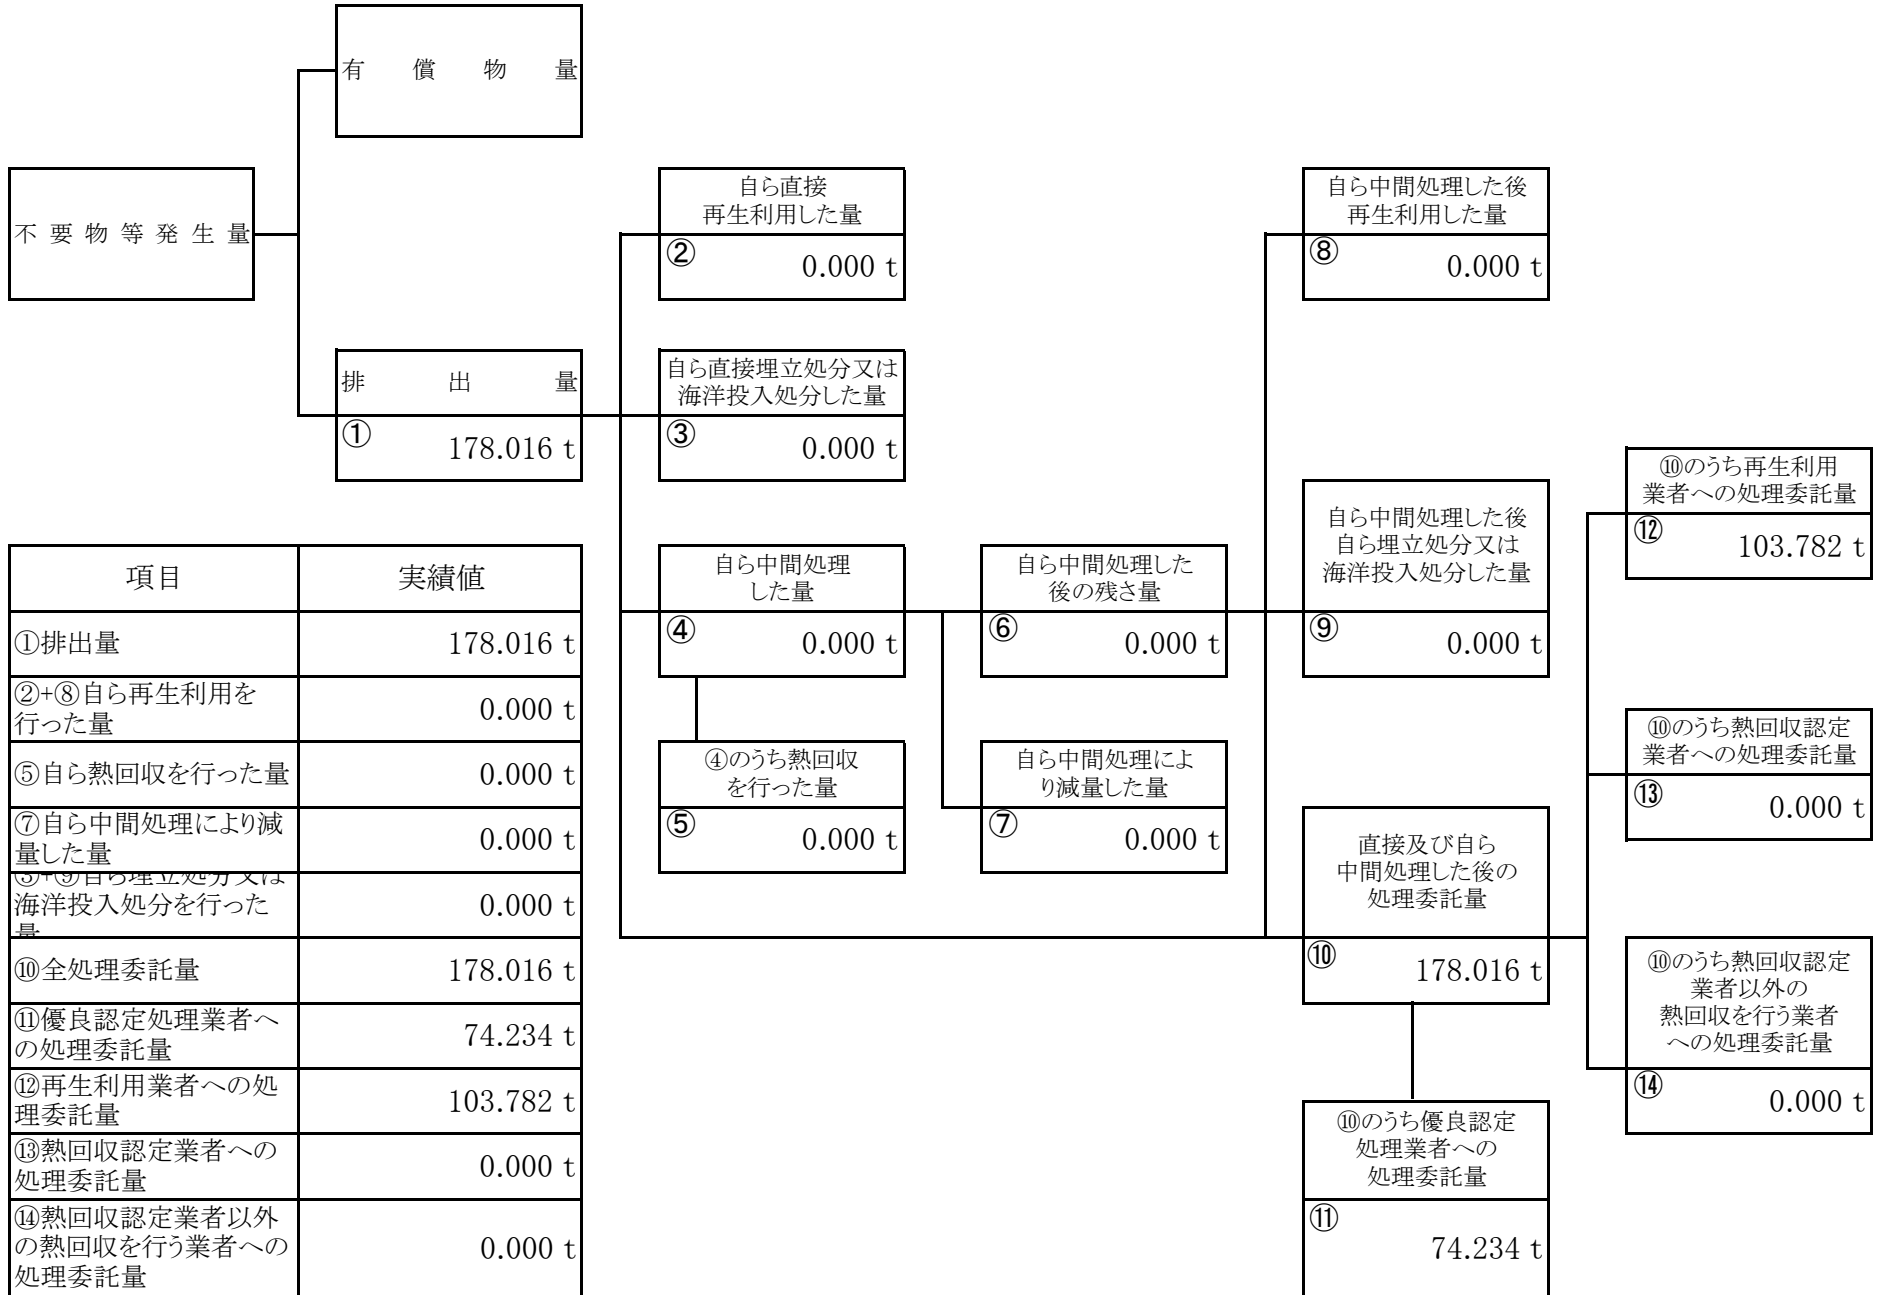 有償物量
不要物等発生量
排出量
①
178.016 t
自ら直接
再生利用した量
②
0.000 t
自ら直接埋立処分又は
海洋投入処分した量
③
0.000 t
自ら中間処理
した量
④
0.000 t
④のうち熱回収
を行った量
⑤
0.000 t
自ら中間処理した
後の残さ量
⑥
0.000 t
自ら中間処理によ
り減量した量
⑦
0.000 t
自ら中間処理した後
再生利用した量
⑧
0.000 t
自ら中間処理した後
自ら埋立処分又は
海洋投入処分した量
⑨
0.000 t
直接及び自ら
中間処理した後の
処理委託量
⑩
178.016 t
⑩のうち優良認定
処理業者への
処理委託量
⑪
74.234 t
⑩のうち再生利用
業者への処理委託量
⑫
103.782 t
⑩のうち熱回収認定
業者への処理委託量
⑬
0.000 t
⑩のうち熱回収認定
業者以外の
熱回収を行う業者
への処理委託量
⑭
0.000 t
項目 実績値
①排出量 178.016 t
②+⑧自ら再生利用を
行った量
0.000 t
⑤自ら熱回収を行った量 0.000 t
⑦自ら中間処理により減
量した量
0.000 t
③+⑨自ら埋立処分又は
海洋投入処分を行った
量
0.000 t
⑩全処理委託量 178.016 t
⑪優良認定処理業者へ
の処理委託量
74.234 t
⑫再生利用業者への処
理委託量
103.782 t
⑬熱回収認定業者への
処理委託量
0.000 t
⑭熱回収認定業者以外
の熱回収を行う業者への
処理委託量
0.000 t